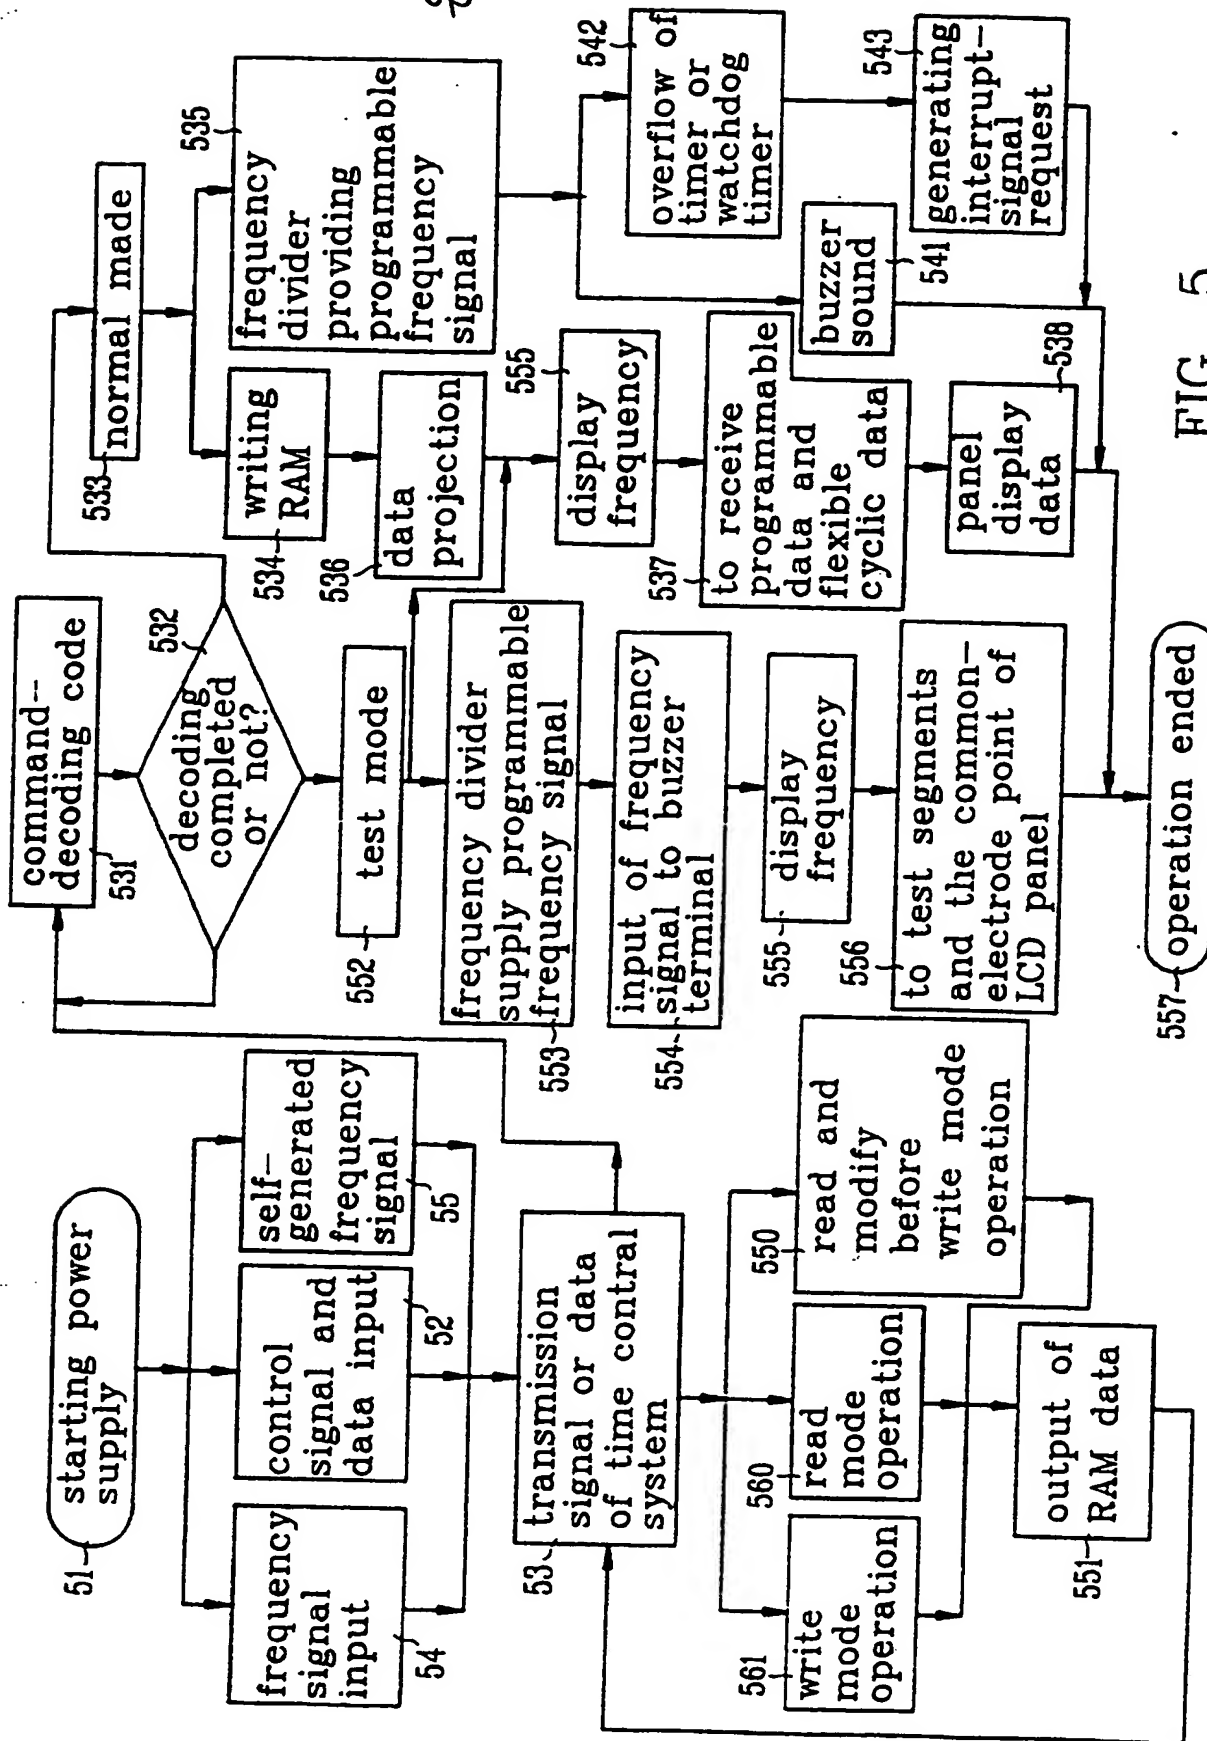 51
starting power
supply
54
frequency
signal
input
52
control
signal and
data input
55
self-
generated
frequency
signal
53
transmission
signal or data
of time contral
system
561
write
mode
operation
560
read
mode
operation
550
read and
modify
before
write mode
operation
551
output of
RAM data
531
command--
decoding code
532
decoding
completed
or not?
533
normal made
534
writing
RAM
535
frequency
divider
providing
programmable
frequency
signal
536
data
projection
552
test mode
553
frequency divider
supply programmable
frequency signal
554
input of frequency
signal to buzzer
terminal
555
display
frequency
556
to test segments
and the common-
electrode point of
LCD panel
555
display
frequency
537
to receive
programmable
data and
flexible
cyclic data
538
panel
display
data
541
buzzer
sound
542
overflow of
timer or
watchdog
timer
543
generating
interrupt-
signal
request
557
operation ended
FIG. 5